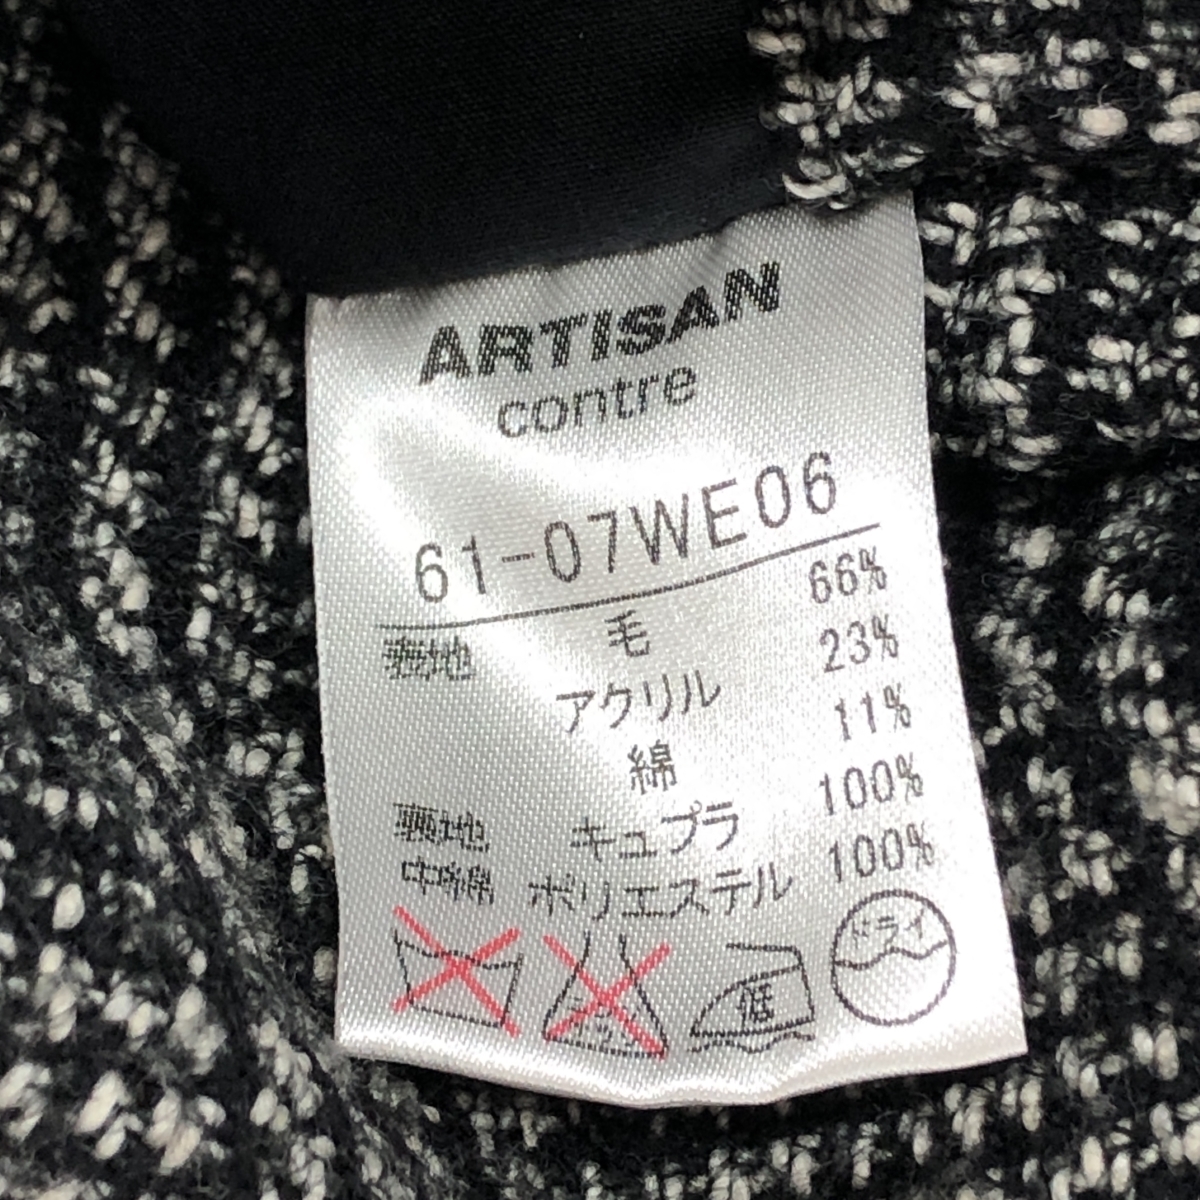 ARTISAN
contre
61-07WE06
表地 毛 66%
アクリル 23%
綿 11%
裏地 キュプラ 100%
中綿 ポリエステル 100%
低
ドライ